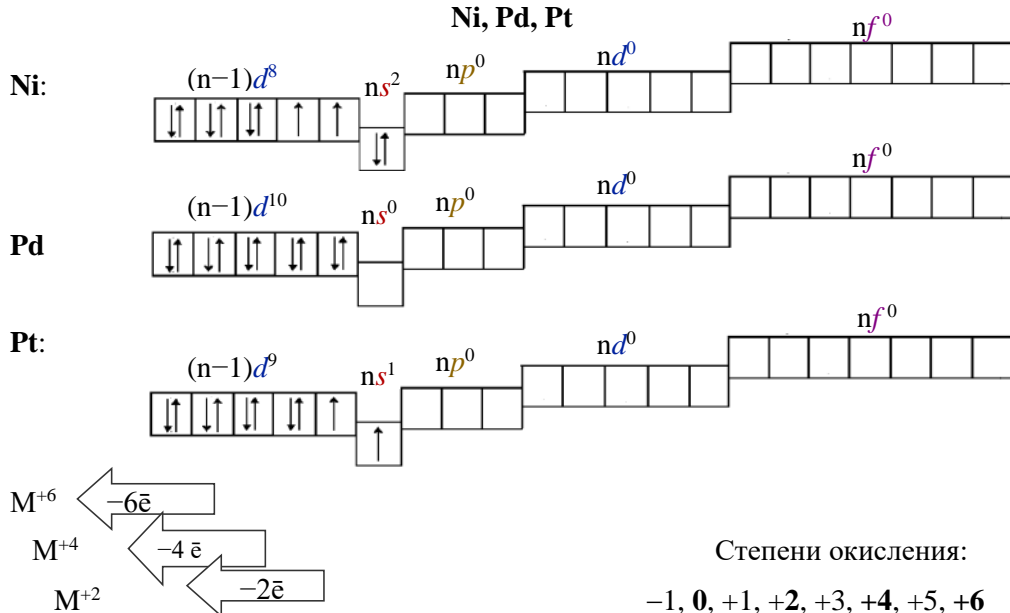 Ni, Pd, Pt
Ni:
(n−1)d⁸ ns² np⁰ nd⁰ nf⁰
Pd
(n−1)d¹⁰ ns⁰ np⁰ nd⁰ nf⁰
Pt:
(n−1)d⁹ ns¹ np⁰ nd⁰ nf⁰
M⁺⁶ −6ē
M⁺⁴ −4 ē
M⁺² −2ē
Степени окисления:
−1, 0, +1, +2, +3, +4, +5, +6